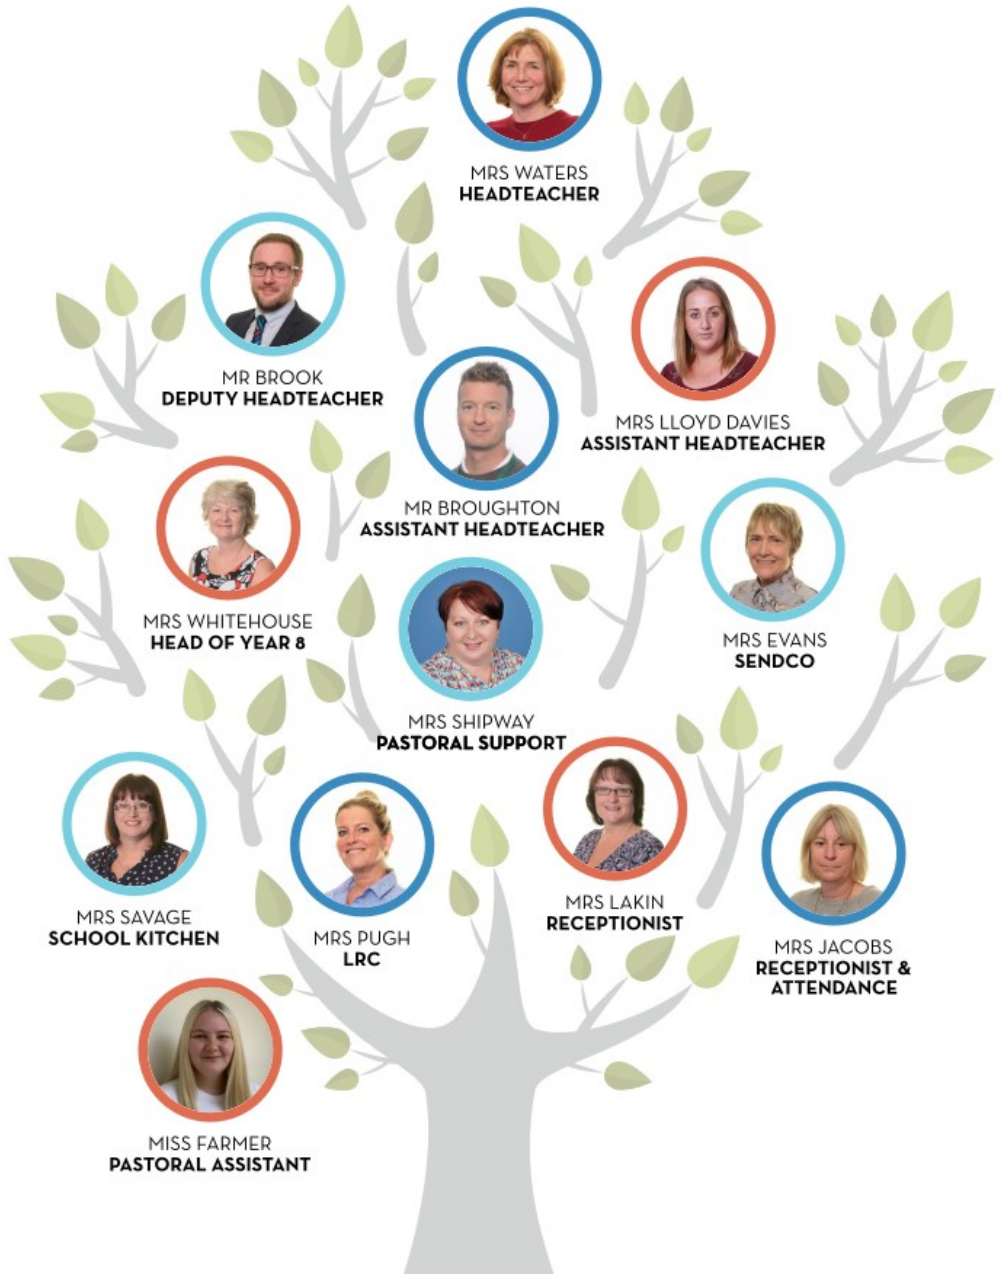 MRS WATERS
HEADTEACHER
MR BROOK
DEPUTY HEADTEACHER
MRS LLOYD DAVIES
ASSISTANT HEADTEACHER
MR BROUGHTON
ASSISTANT HEADTEACHER
MRS WHITEHOUSE
HEAD OF YEAR 8
MRS EVANS
SENDCO
MRS SHIPWAY
PASTORAL SUPPORT
MRS SAVAGE
SCHOOL KITCHEN
MRS PUGH
LRC
MRS LAKIN
RECEPTIONIST
MRS JACOBS
RECEPTIONIST &
ATTENDANCE
MISS FARMER
PASTORAL ASSISTANT